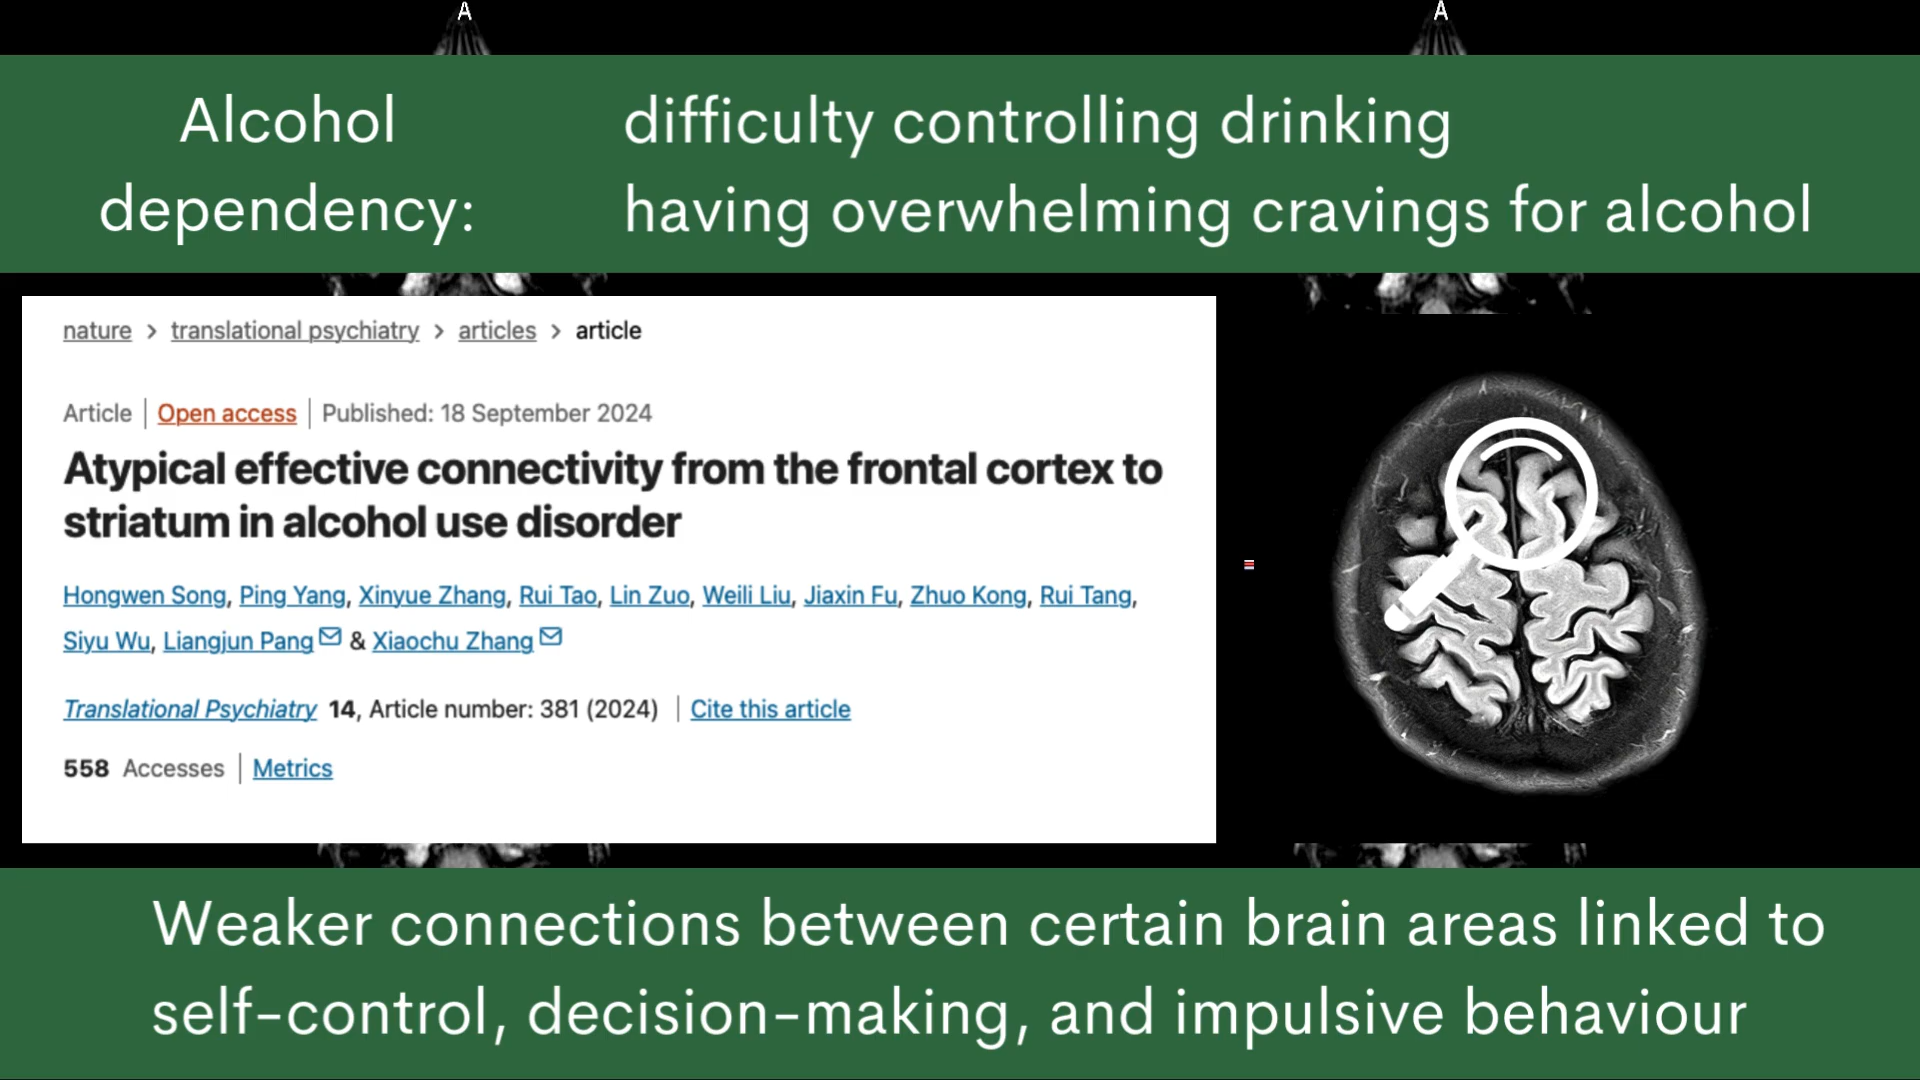 A
A
Alcohol
dependency:
difficulty controlling drinking
having overwhelming cravings for alcohol
nature > translational psychiatry > articles > article
Article | Open access | Published: 18 September 2024
Atypical effective connectivity from the frontal cortex to
striatum in alcohol use disorder
Hongwen Song, Ping Yang, Xinyue Zhang, Rui Tao, Lin Zuo, Weili Liu, Jiaxin Fu, Zhuo Kong, Rui Tang,
Siyu Wu, Liangjun Pang & Xiaochu Zhang
Translational Psychiatry 14, Article number: 381 (2024) | Cite this article
558 Accesses | Metrics
Weaker connections between certain brain areas linked to
self-control, decision-making, and impulsive behaviour